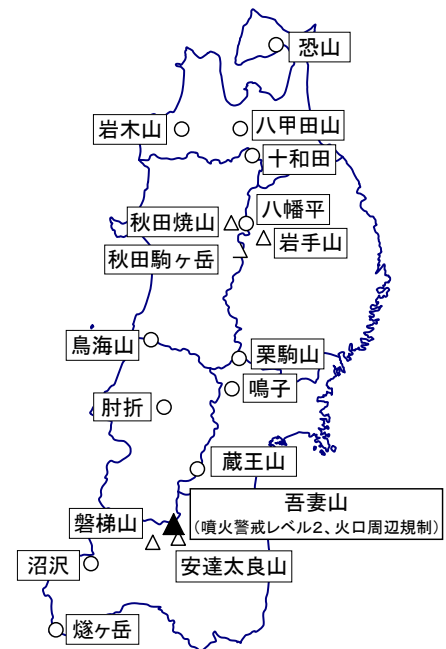 恐山
岩木山
八甲田山
十和田
八幡平
秋田焼山
岩手山
秋田駒ヶ岳
鳥海山
栗駒山
鳴子
肘折
蔵王山
吾妻山
(噴火警戒レベル2、火口周辺規制)
磐梯山
沼沢
安達太良山
燧ヶ岳